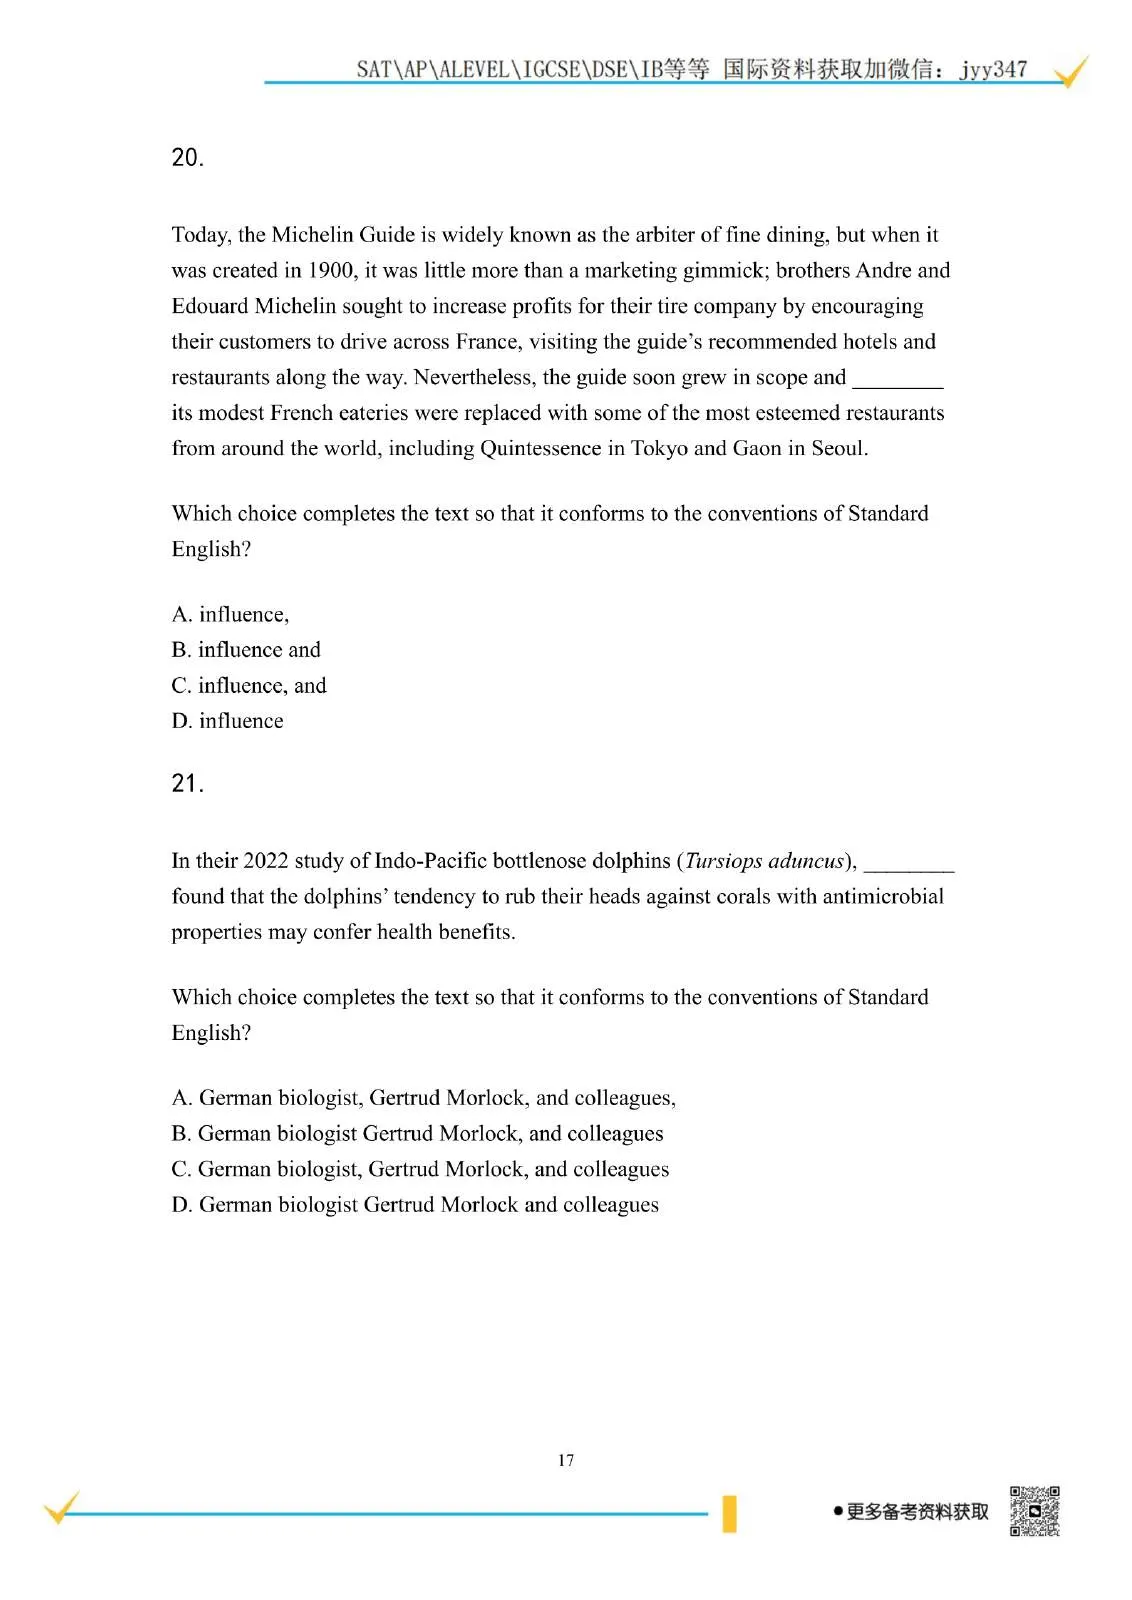 SAT\AP\ALEVEL\IGCSE\DSE\IB等等 国际资料获取加微信：jyy347
20.
Today, the Michelin Guide is widely known as the arbiter of fine dining, but when it
was created in 1900, it was little more than a marketing gimmick; brothers Andre and
Edouard Michelin sought to increase profits for their tire company by encouraging
their customers to drive across France, visiting the guide's recommended hotels and
restaurants along the way. Nevertheless, the guide soon grew in scope and ________
its modest French eateries were replaced with some of the most esteemed restaurants
from around the world, including Quintessence in Tokyo and Gaon in Seoul.
Which choice completes the text so that it conforms to the conventions of Standard
English?
A. influence,
B. influence and
C. influence, and
D. influence
21.
In their 2022 study of Indo-Pacific bottlenose dolphins (Tursiops aduncus), ________
found that the dolphins' tendency to rub their heads against corals with antimicrobial
properties may confer health benefits.
Which choice completes the text so that it conforms to the conventions of Standard
English?
A. German biologist, Gertrud Morlock, and colleagues,
B. German biologist Gertrud Morlock, and colleagues
C. German biologist, Gertrud Morlock, and colleagues
D. German biologist Gertrud Morlock and colleagues
17
●更多备考资料获取